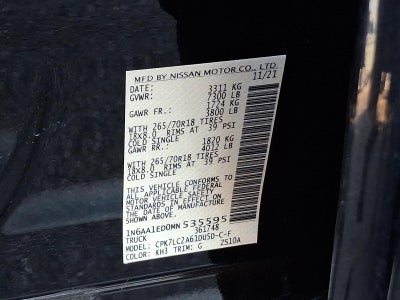 MFD BY NISSAN MOTOR CO., LTD.
DATE: 11/21
GVWR: 3311 KG
7300 LB
GAWR FR.: 1724 KG
3800 LB
WITH 265/70R18 TIRES
18X8.0 RIMS AT 39 PSI
COLD SINGLE
GAWR RR.: 1820 KG
4012 LB
WITH 265/70R18 TIRES
18X8.0 RIMS AT 39 PSI
COLD SINGLE
THIS VEHICLE CONFORMS TO
ALL APPLICABLE FEDERAL
MOTOR VEHICLE SAFETY
STANDARDS IN EFFECT ON
THE DATE OF MANUFACTURE
SHOWN ABOVE.
1N6AA1ED0MN535595
TRUCK 361748
MODEL: CPK7LC2A61DU5D-C-F
COLOR: KH3 TRIM: G 2S10A